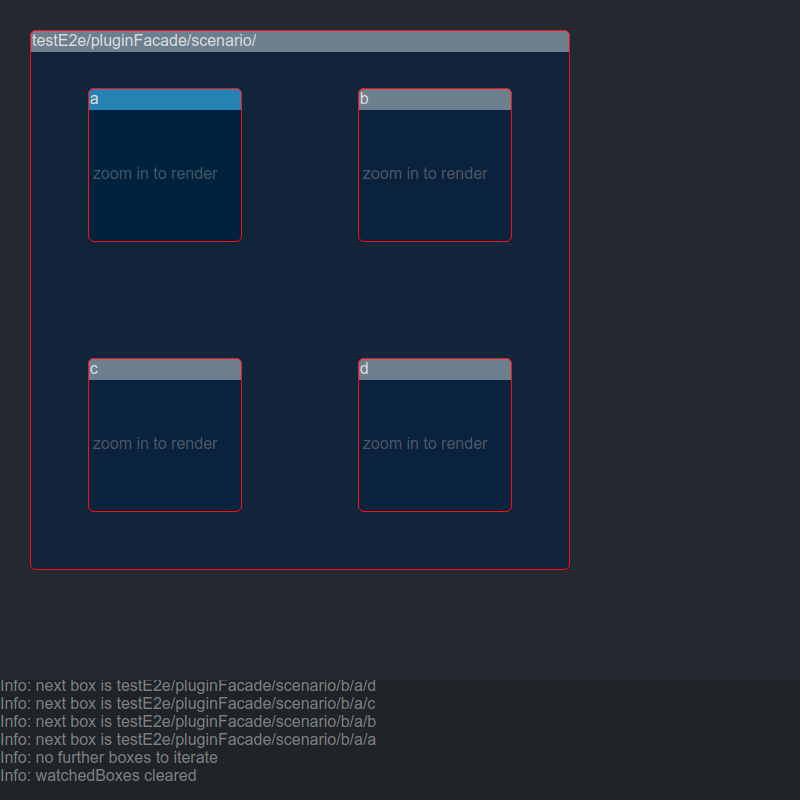 testE2e/pluginFacade/scenario/
a
b
zoom in to render
zoom in to render
c
d
zoom in to render
zoom in to render
Info: next box is testE2e/pluginFacade/scenario/b/a/d
Info: next box is testE2e/pluginFacade/scenario/b/a/c
Info: next box is testE2e/pluginFacade/scenario/b/a/b
Info: next box is testE2e/pluginFacade/scenario/b/a/a
Info: no further boxes to iterate
Info: watchedBoxes cleared